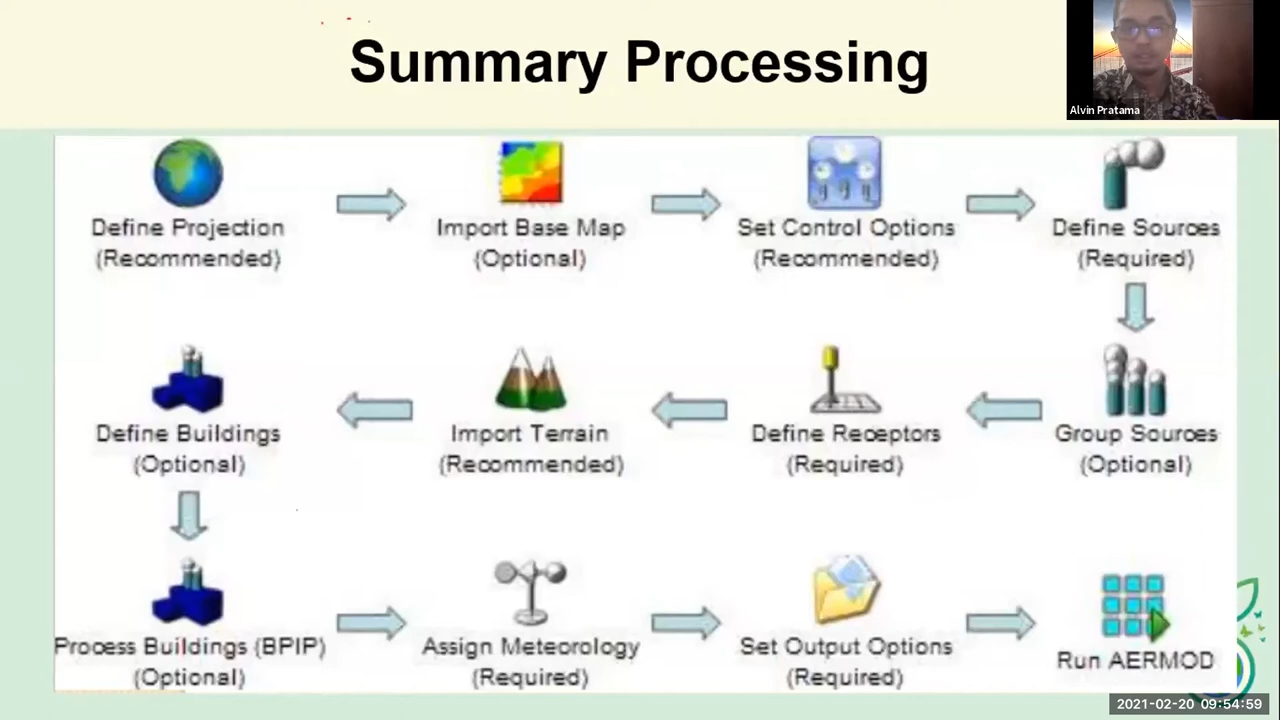 Summary Processing
Alvin Pratama
Define Projection
(Recommended)
Import Base Map
(Optional)
Set Control Options
(Recommended)
Define Sources
(Required)
Define Buildings
(Optional)
Import Terrain
(Recommended)
Define Receptors
(Required)
Group Sources
(Optional)
Process Buildings (BPIP)
(Optional)
Assign Meteorology
(Required)
Set Output Options
(Required)
Run AERMOD
2021-02-20 09:54:59